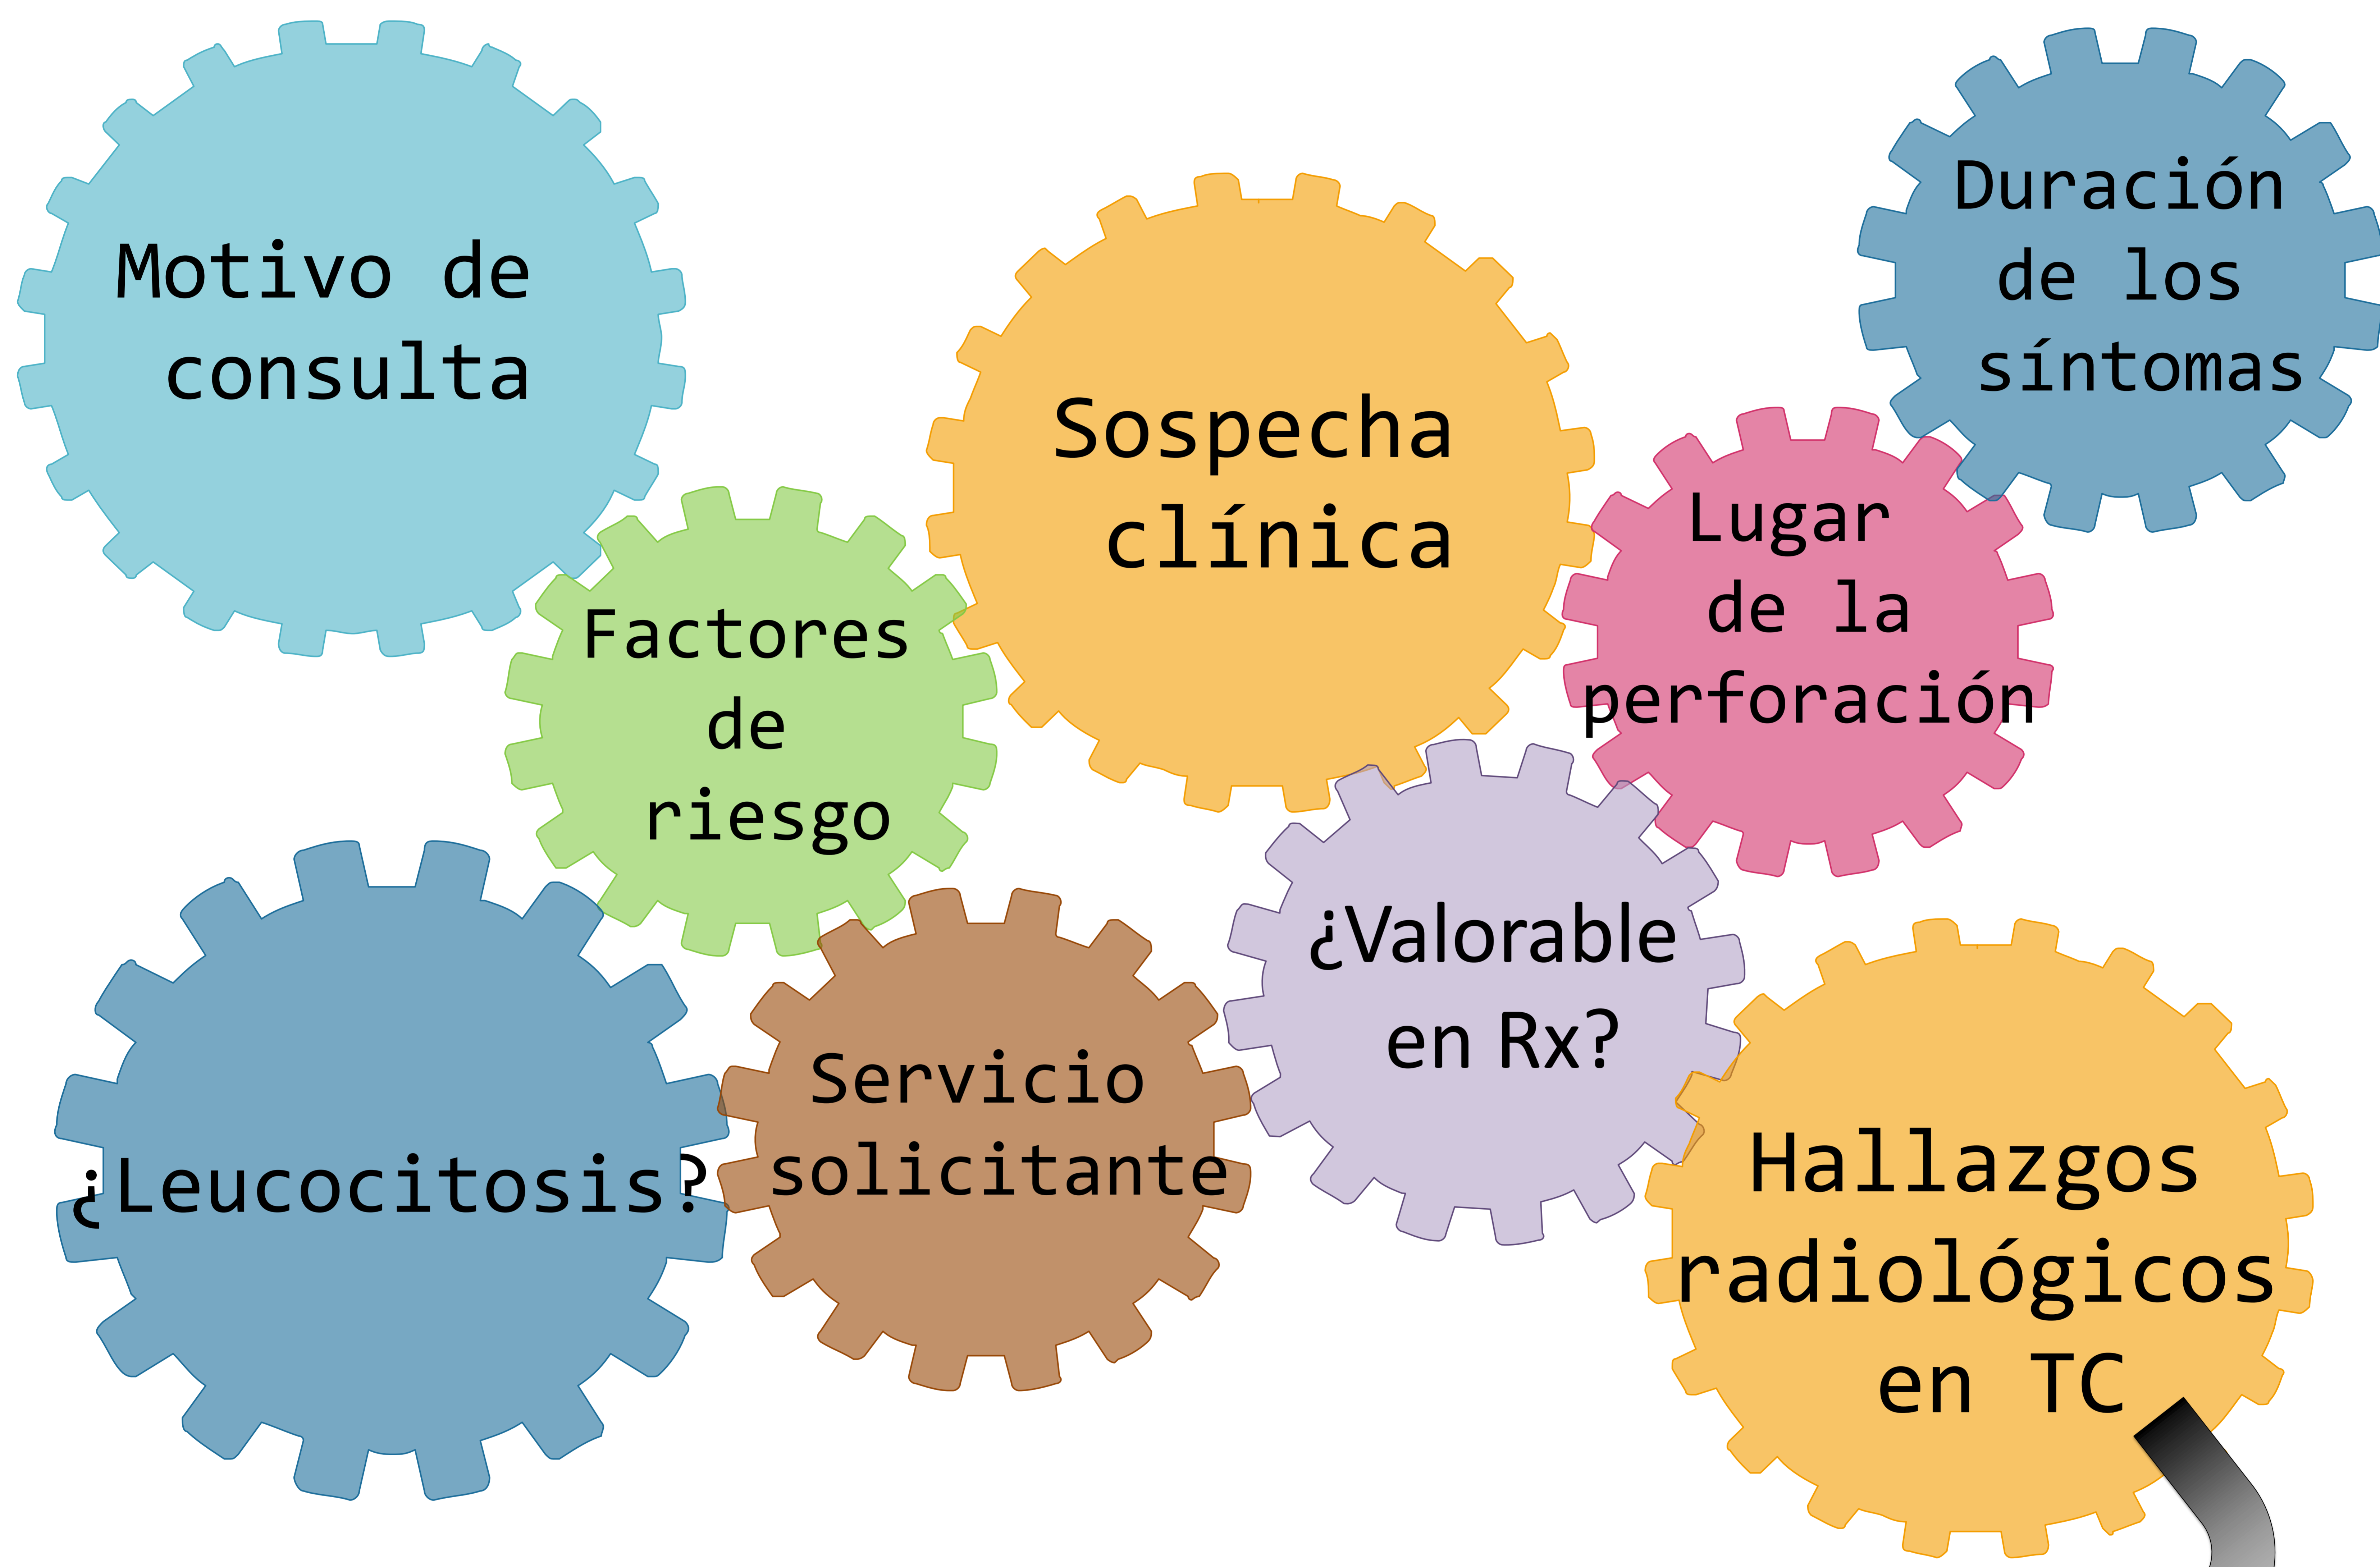 Motivo de
consulta
Factores
de
riesgo
Sospecha
clínica
Duración
de los
síntomas
Lugar
de la
perforación
¿Leucocitosis?
Servicio
solicitante
¿Valorable
en Rx?
Hallazgos
radiológicos
en TC